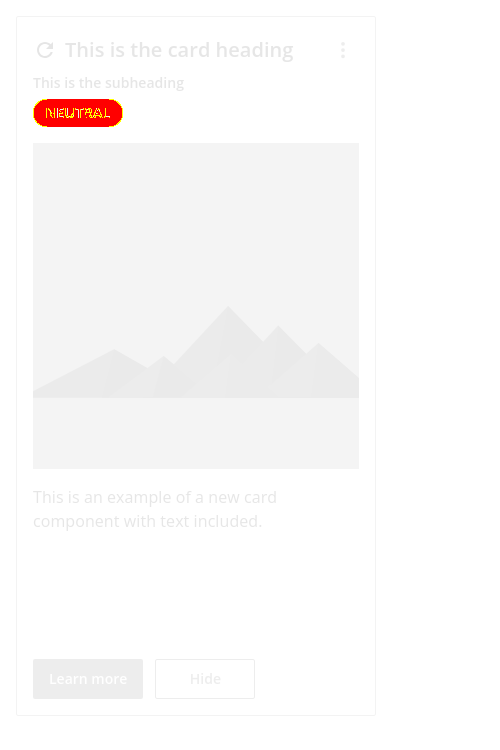 This is the card heading
This is the subheading
NEUTRAL
This is an example of a new card
component with text included.
Learn more
Hide